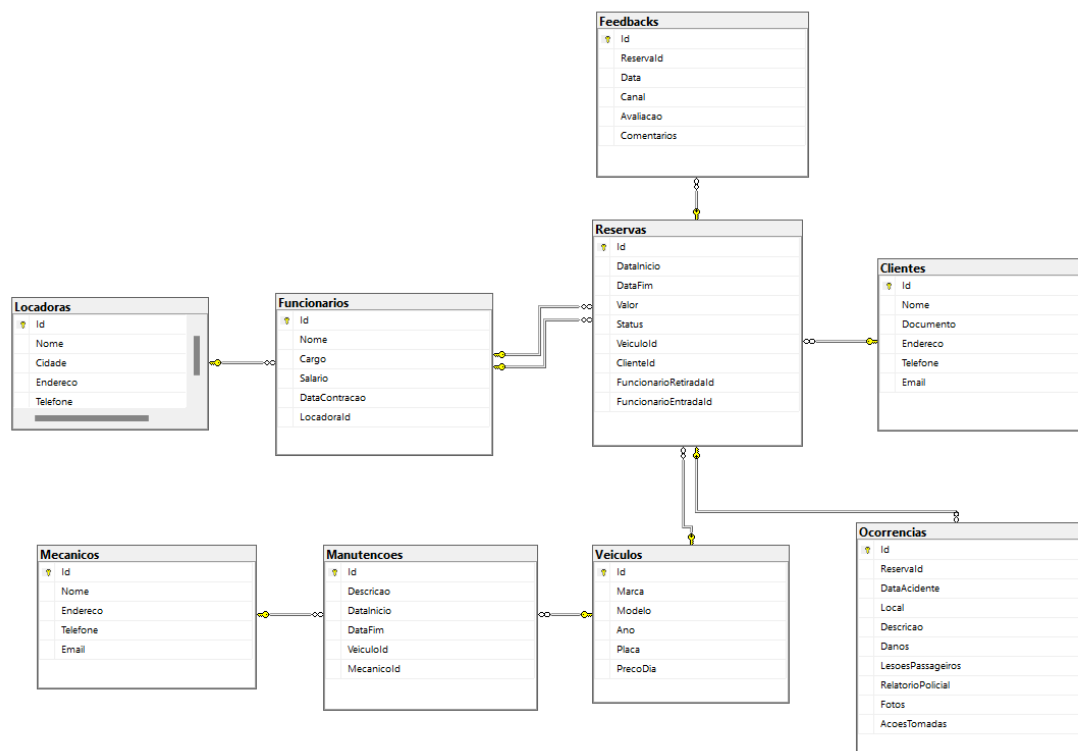 Feedbacks
Id
ReservaId
Data
Canal
Avaliacao
Comentarios
Reservas
Id
DataInicio
DataFim
Valor
Status
VeiculoId
ClienteId
FuncionarioRetiradaId
FuncionarioEntradaId
Clientes
Id
Nome
Documento
Endereco
Telefone
Email
Locadoras
Id
Nome
Cidade
Endereco
Telefone
Funcionarios
Id
Nome
Cargo
Salario
DataContracao
LocadoraId
Mecanicos
Id
Nome
Endereco
Telefone
Email
Manutencoes
Id
Descricao
DataInicio
DataFim
VeiculoId
MecanicoId
Veiculos
Id
Marca
Modelo
Ano
Placa
PrecoDia
Ocorrencias
Id
ReservaId
DataAcidente
Local
Descricao
Danos
LesoesPassageiros
RelatorioPolicial
Fotos
AcoesTomadas